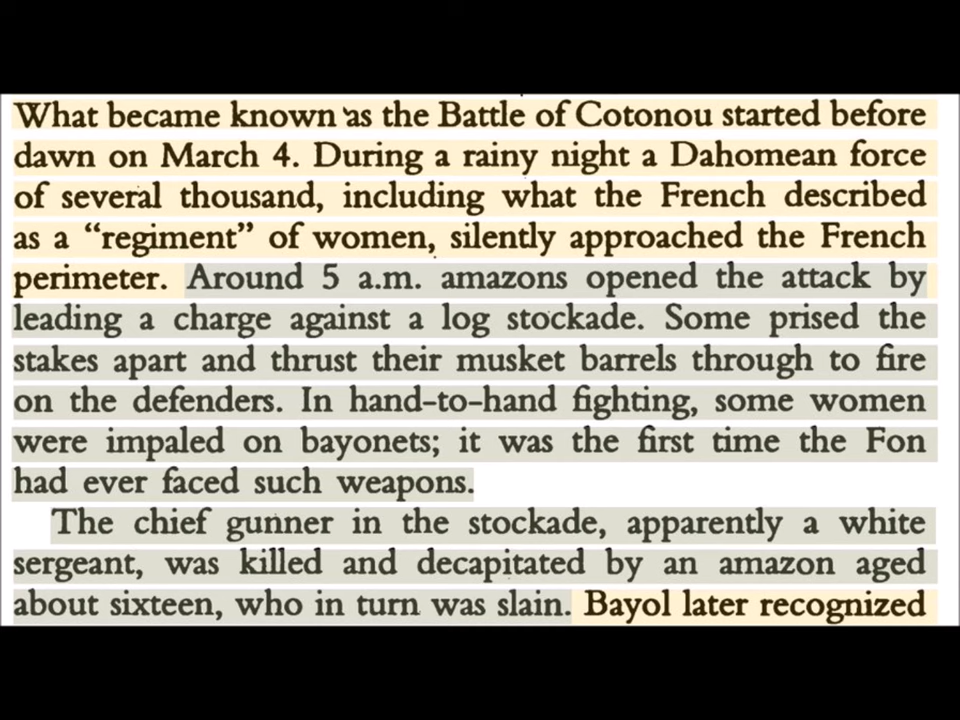 What became known as the Battle of Cotonou started before
dawn on March 4. During a rainy night a Dahomean force
of several thousand, including what the French described
as a “regiment” of women, silently approached the French
perimeter. Around 5 a.m. amazons opened the attack by
leading a charge against a log stockade. Some prised the
stakes apart and thrust their musket barrels through to fire
on the defenders. In hand-to-hand fighting, some women
were impaled on bayonets; it was the first time the Fon
had ever faced such weapons.
The chief gunner in the stockade, apparently a white
sergeant, was killed and decapitated by an amazon aged
about sixteen, who in turn was slain. Bayol later recognized